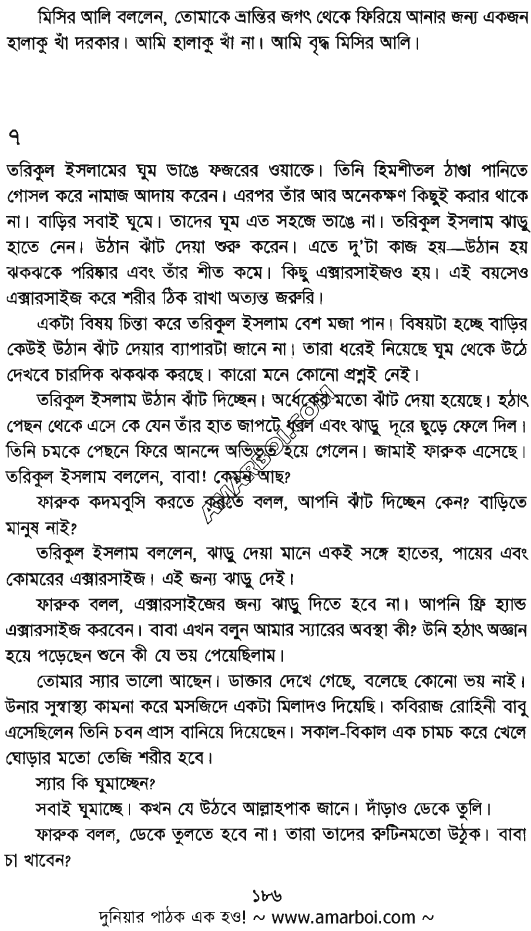 মিসির আলি বললেন, তোমাকে ভ্রান্তির জগৎ থেকে ফিরিয়ে আনার জন্য একজন
হালাকু খাঁ দরকার। আমি হালাকু খাঁ না। আমি বৃদ্ধ মিসির আলি।
৭
তরিকুল ইসলামের ঘুম ভাঙে ফজরের ওয়াক্তে। তিনি হিমশীতল ঠাণ্ডা পানিতে
গোসল করে নামাজ আদায় করেন। এরপর তাঁর আর অনেকক্ষণ কিছুই করার থাকে
না। বাড়ির সবাই ঘুমে। তাদের ঘুম এত সহজে ভাঙে না। তরিকুল ইসলাম ঝাড়ু
হাতে নেন। উঠান ঝাঁট দেয়া শুরু করেন। এতে দু'টা কাজ হয়—উঠান হয়
ঝকঝকে পরিষ্কার এবং তাঁর শীত কমে। কিছু এক্সারসাইজও হয়। এই বয়সেও
এক্সারসাইজ করে শরীর ঠিক রাখা অত্যন্ত জরুরি।
একটা বিষয় চিন্তা করে তরিকুল ইসলাম বেশ মজা পান। বিষয়টা হচ্ছে বাড়ির
কেউই উঠান ঝাঁট দেয়ার ব্যাপারটা জানে না। তারা ধরেই নিয়েছে ঘুম থেকে উঠে
দেখবে চারদিক ঝকঝক করছে। কারো মনে কোনো প্রশ্নই নেই।
তরিকুল ইসলাম উঠান ঝাঁট দিচ্ছেন। অর্ধেকের মতো ঝাঁট দেয়া হয়েছে। হঠাৎ
পেছন থেকে এসে কে যেন তাঁর হাত জাপটে ধরল এবং ঝাড়ু দূরে ছুড়ে ফেলে দিল।
তিনি চমকে পেছনে ফিরে আনন্দে অভিভূত হয়ে গেলেন। জামাই ফারুক এসেছে।
তরিকুল ইসলাম বললেন, বাবা! কেমন আছ?
ফারুক কদমবুসি করতে করতে বলল, আপনি ঝাঁট দিচ্ছেন কেন? বাড়িতে
মানুষ নাই?
তরিকুল ইসলাম বললেন, ঝাড়ু দেয়া মানে একই সঙ্গে হাতের, পায়ের এবং
কোমরের এক্সারসাইজ। এই জন্য ঝাড়ু দেই।
ফারুক বলল, এক্সারসাইজের জন্য ঝাড়ু দিতে হবে না। আপনি ফ্রি হ্যান্ড
এক্সারসাইজ করবেন। বাবা এখন বলুন আমার স্যারের অবস্থা কী? উনি হঠাৎ অজ্ঞান
হয়ে পড়েছেন শুনে কী যে ভয় পেয়েছিলাম।
তোমার স্যার ভালো আছেন। ডাক্তার দেখে গেছে, বলেছে কোনো ভয় নাই।
উনার সুস্বাস্থ্য কামনা করে মসজিদে একটা মিলাদও দিয়েছি। কবিরাজ রোহিনী বাবু
এসেছিলেন তিনি চবন প্রাস বানিয়ে দিয়েছেন। সকাল-বিকাল এক চামচ করে খেলে
ঘোড়ার মতো তেজি শরীর হবে।
স্যার কি ঘুমাচ্ছেন?
সবাই ঘুমাচ্ছে। কখন যে উঠবে আল্লাহপাক জানে। দাঁড়াও ডেকে তুলি।
ফারুক বলল, ডেকে তুলতে হবে না। তারা তাদের রুটিনমতো উঠুক। বাবা
চা খাবেন?
AMARBOI.COM
১৮৬
দুনিয়ার পাঠক এক হও! ~ www.amarboi.com ~